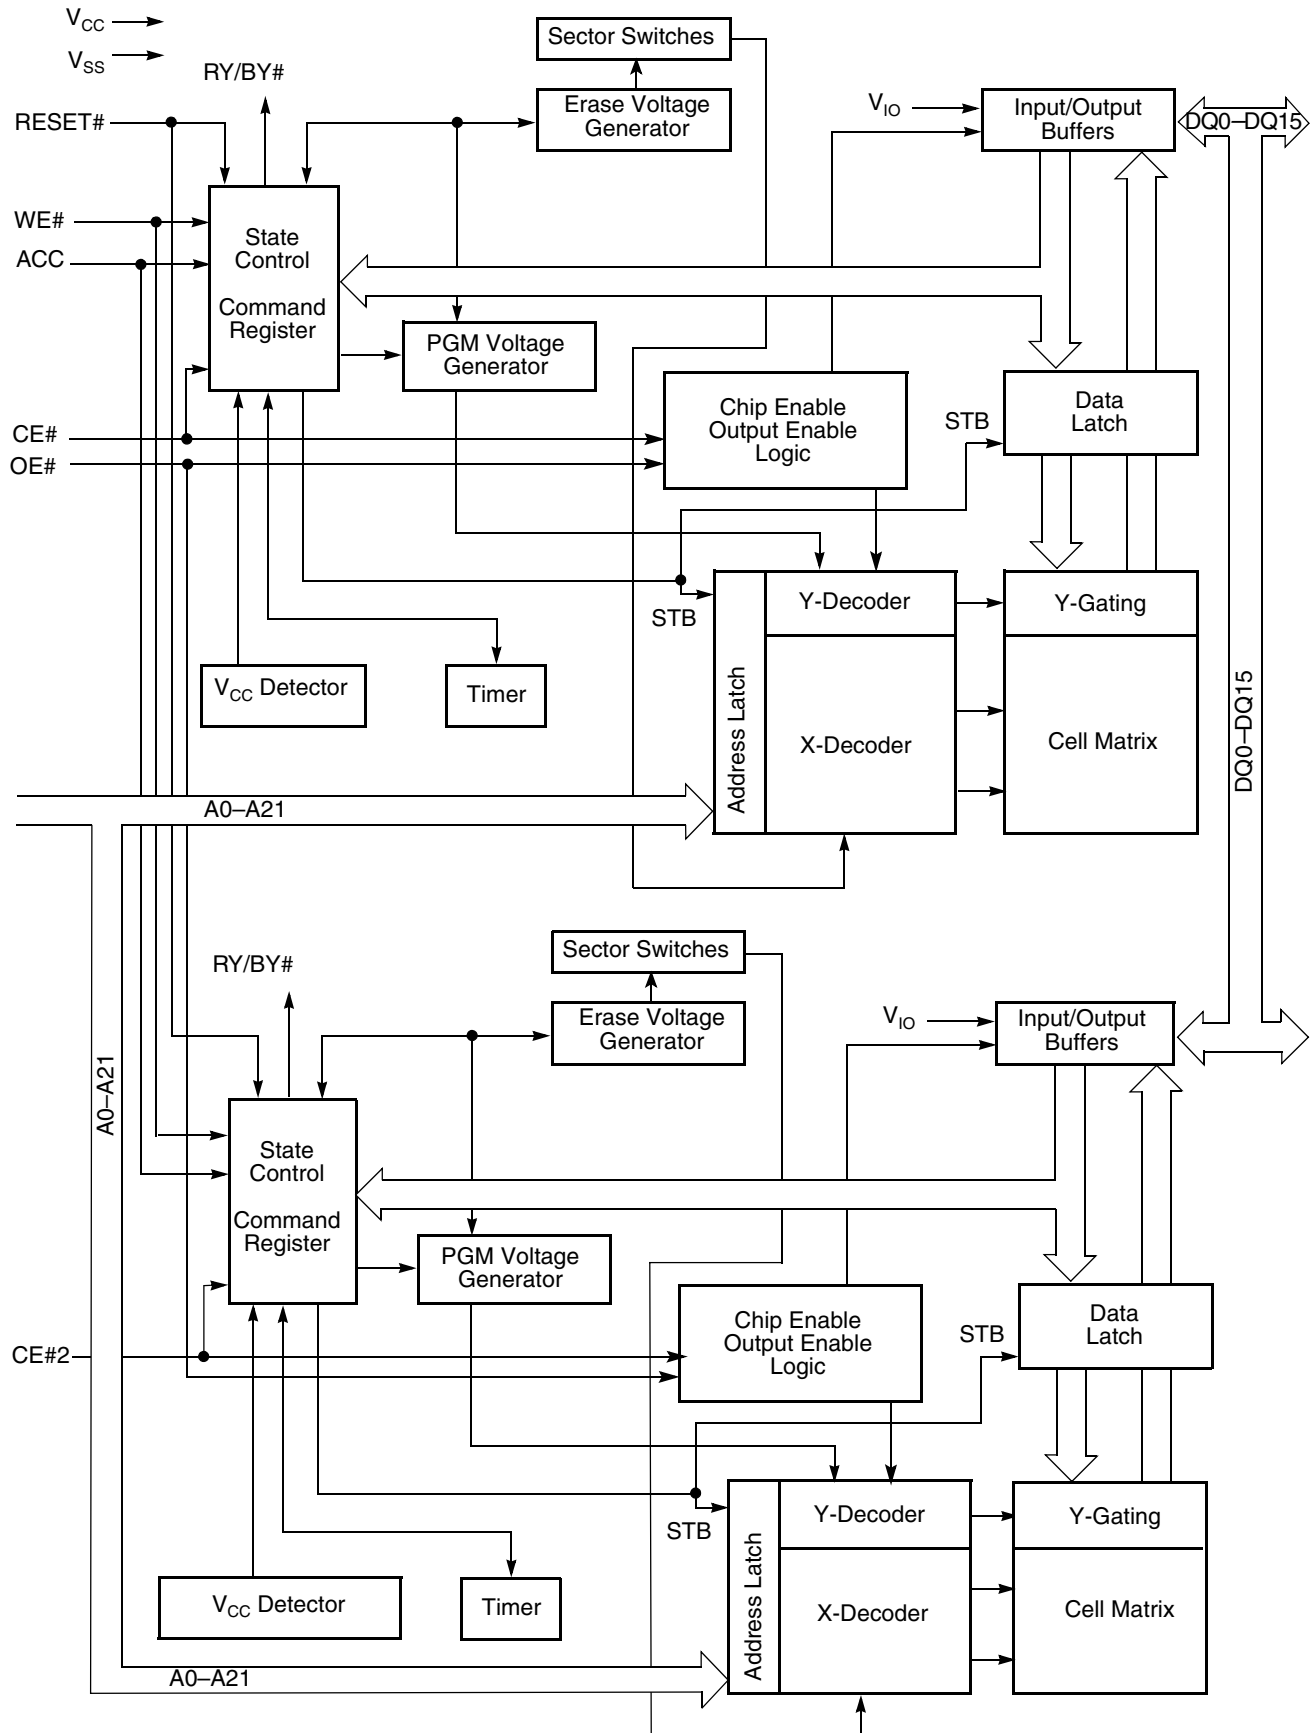 VCC
VSS
RY/BY#
Sector Switches
Erase Voltage
Generator
VIO
Input/Output
Buffers
DQ0–DQ15
RESET#
WE#
ACC
State
Control
Command
Register
PGM Voltage
Generator
Chip Enable
Output Enable
Logic
STB
Data
Latch
CE#
OE#
STB
Y-Decoder
Y-Gating
VCC Detector
Timer
Address Latch
X-Decoder
Cell Matrix
DQ0–DQ15
A0–A21
Sector Switches
RY/BY#
Erase Voltage
Generator
VIO
Input/Output
Buffers
A0–A21
State
Control
Command
Register
PGM Voltage
Generator
Chip Enable
Output Enable
Logic
STB
Data
Latch
CE#2
STB
Y-Decoder
Y-Gating
VCC Detector
Timer
Address Latch
X-Decoder
Cell Matrix
A0–A21